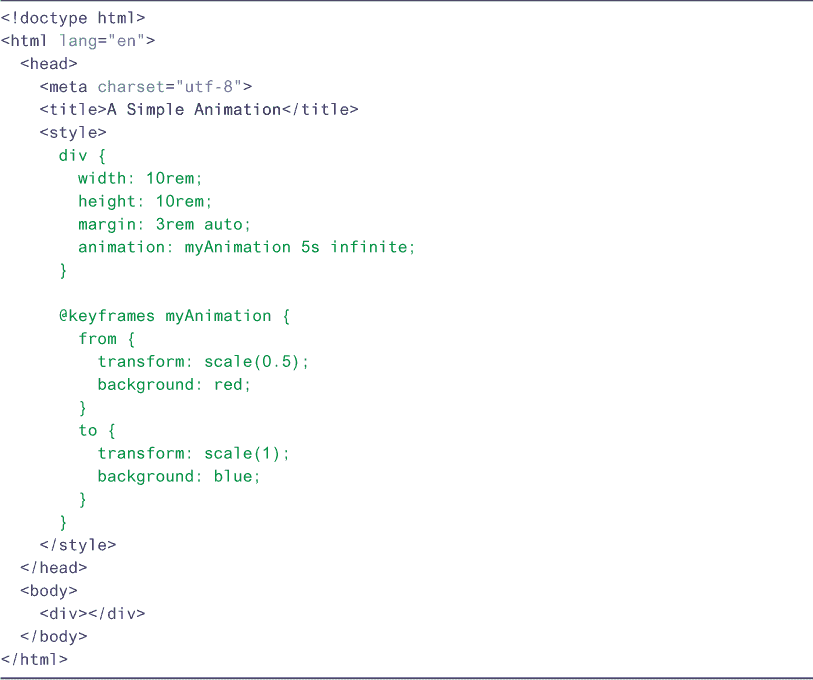 <!doctype html>
<html lang="en">
  <head>
    <meta charset="utf-8">
    <title>A Simple Animation</title>
    <style>
      div {
        width: 10rem;
        height: 10rem;
        margin: 3rem auto;
        animation: myAnimation 5s infinite;
      }

      @keyframes myAnimation {
        from {
          transform: scale(0.5);
          background: red;
        }
        to {
          transform: scale(1);
          background: blue;
        }
      }
    </style>
  </head>
  <body>
    <div></div>
  </body>
</html>